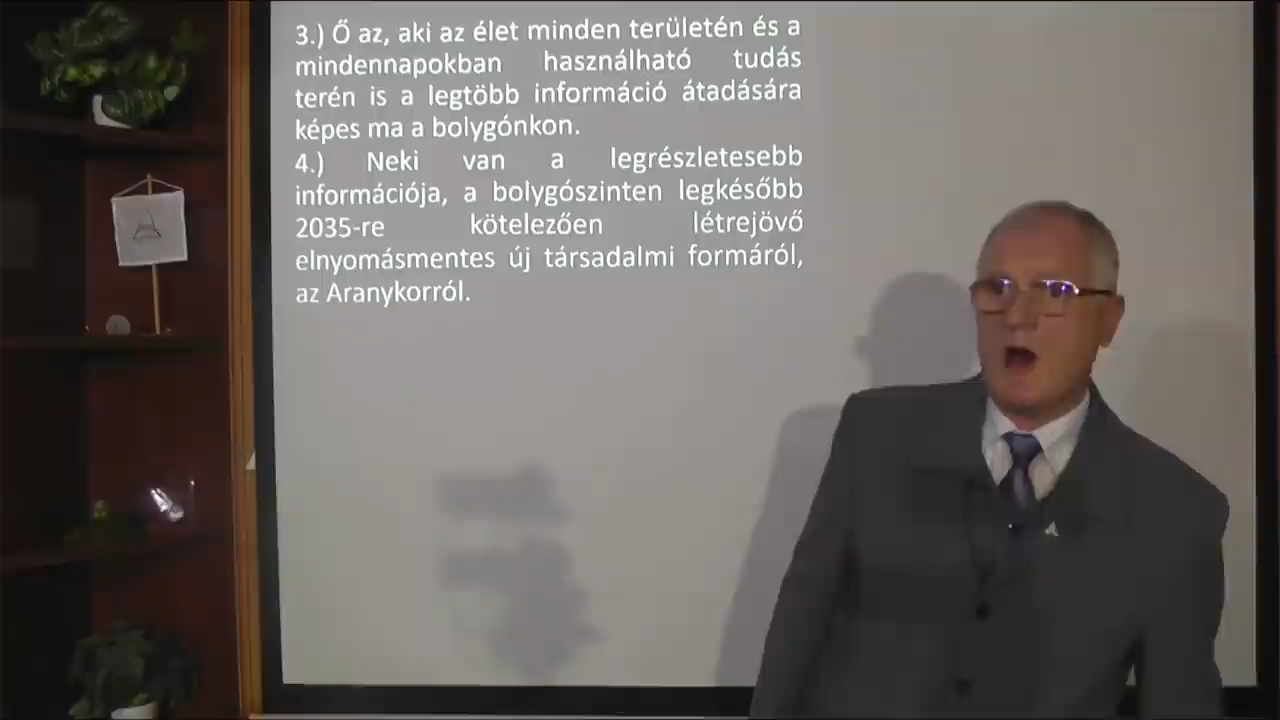 3.) Ő az, aki az élet minden területén és a
mindennapokban használható tudás
terén is a legtöbb információ átadására
képes ma a bolygónkon.
4.) Neki van a legrészletesebb
információja, a bolygószinten legkésőbb
2035-re kötelezően létrejövő
elnyomásmentes új társadalmi formáról,
az Aranykorról.